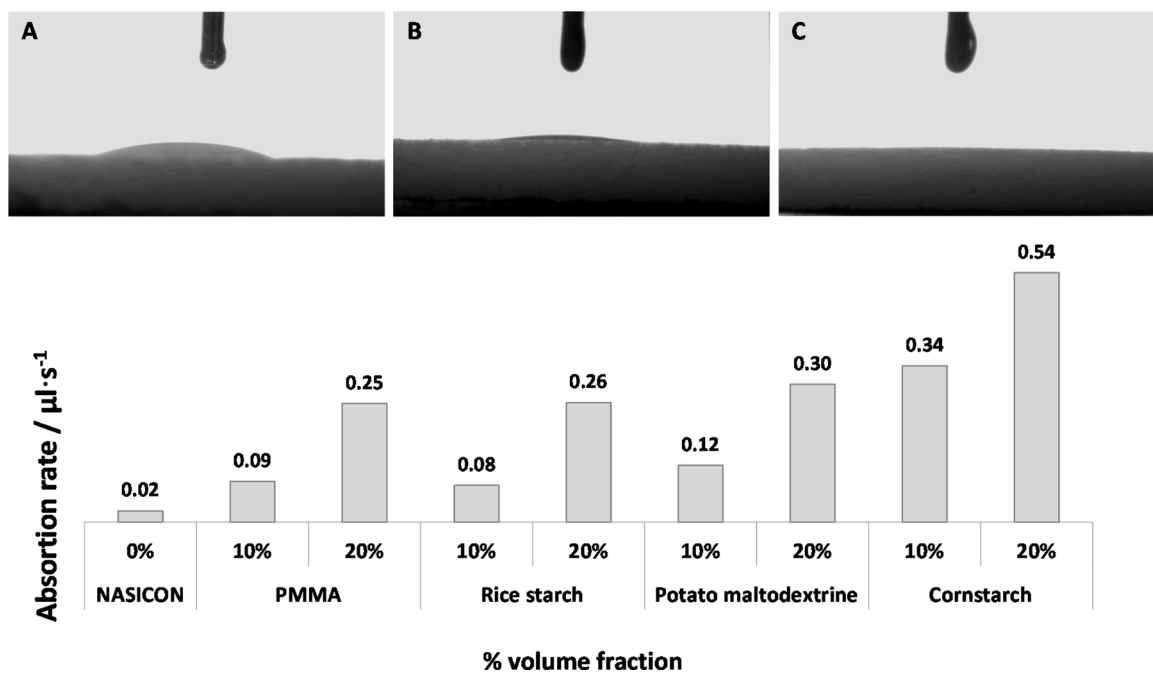 A
B
C
Absortion rate / µl·s⁻¹
0.02
0.09
0.25
0.08
0.26
0.12
0.30
0.34
0.54
0% 10% 20% 10% 20% 10% 20% 10% 20%
NASICON PMMA Rice starch Potato maltodextrine Cornstarch
% volume fraction